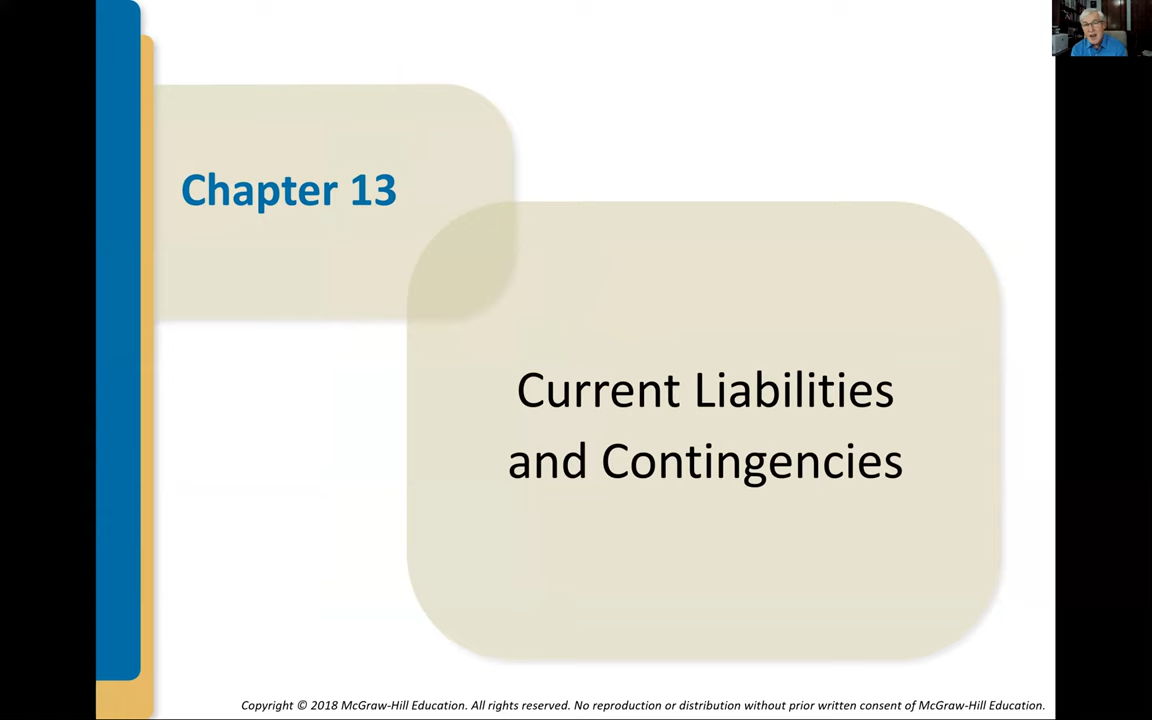 Chapter 13
Current Liabilities
and Contingencies
Copyright © 2018 McGraw-Hill Education. All rights reserved. No reproduction or distribution without prior written consent of McGraw-Hill Education.